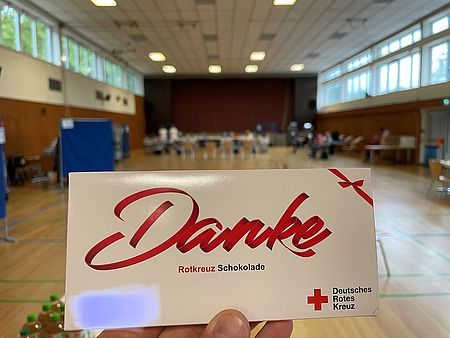 Danke
Rotkreuz Schokolade
Deutsches
Rotes
Kreuz